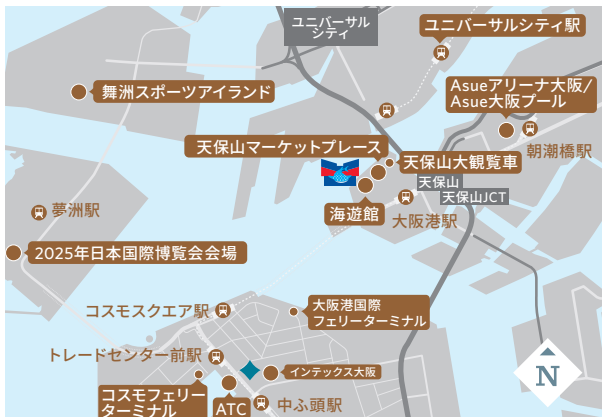 ユニバーサル
シティ
ユニバーサルシティ駅
舞洲スポーツアイランド
Asueアリーナ大阪/
Asue大阪プール
朝潮橋駅
天保山マーケットプレース
天保山大観覧車
天保山
天保山JCT
海遊館
大阪港駅
夢洲駅
2025年日本国際博覧会会場
コスモスクエア駅
大阪港国際
フェリーターミナル
トレードセンター前駅
インテックス大阪
コスモフェリー
ターミナル
ATC
中ふ頭駅
N